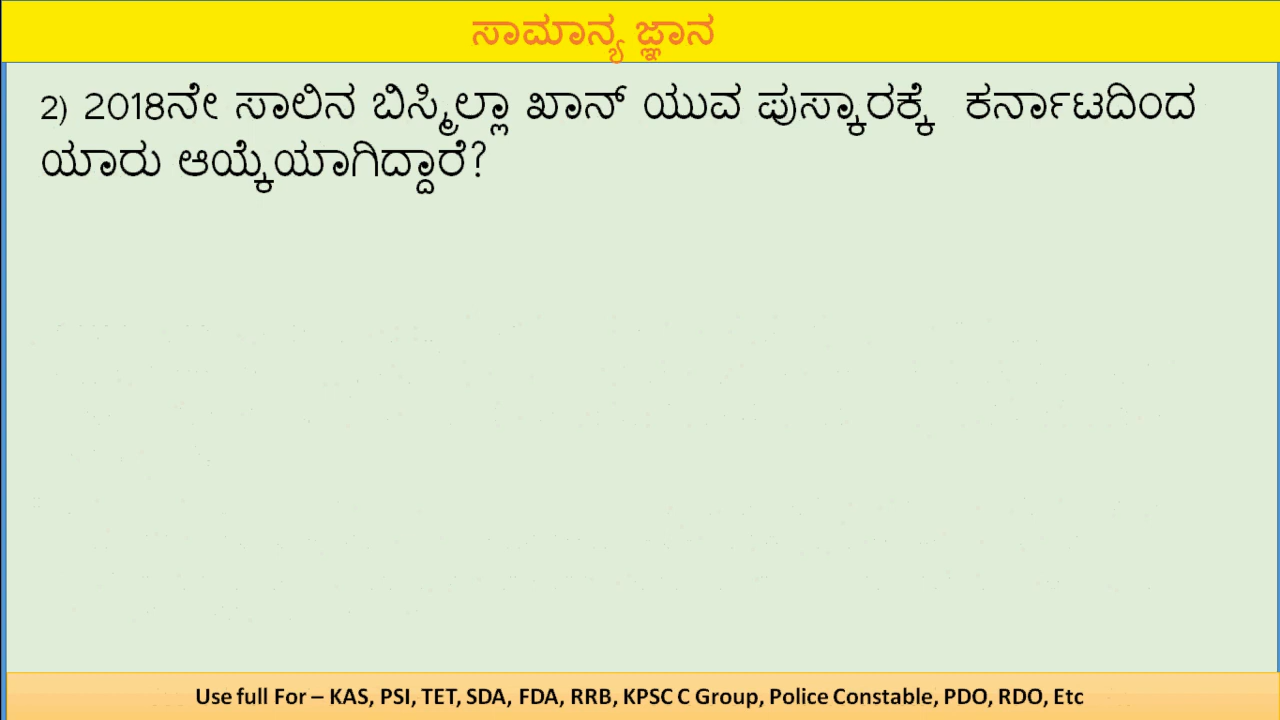 ಸಾಮಾನ್ಯ ಜ್ಞಾನ
2) 2018ನೇ ಸಾಲಿನ ಬಿಸ್ಮಿಲ್ಲಾ ಖಾನ್ ಯುವ ಪುಸ್ಕಾರಕ್ಕೆ ಕರ್ನಾಟದಿಂದ
ಯಾರು ಆಯ್ಕೆಯಾಗಿದ್ದಾರೆ?
Use full For – KAS, PSI, TET, SDA, FDA, RRB, KPSC C Group, Police Constable, PDO, RDO, Etc